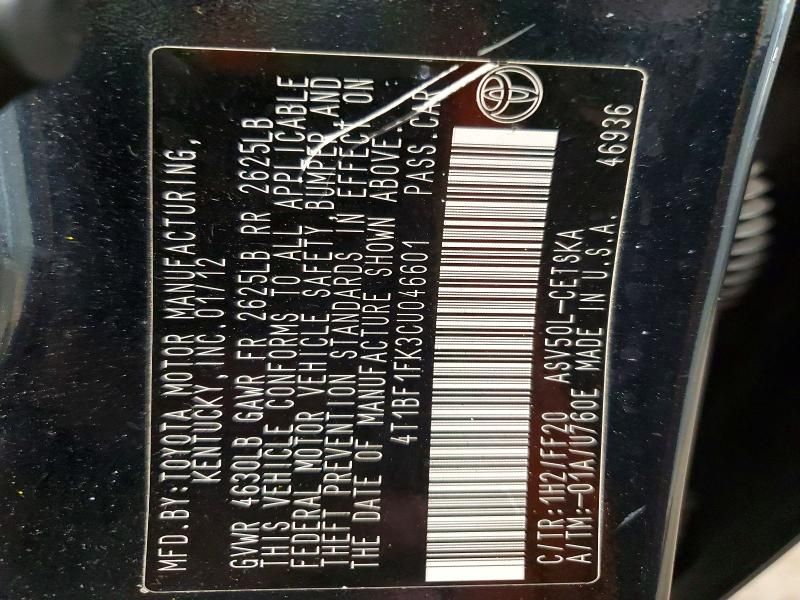 MFD.BY:TOYOTA MOTOR MANUFACTURING,
KENTUCKY, INC. 01/12
GVWR 4630LB GAWR FR 2625LB RR 2625LB
THIS VEHICLE CONFORMS TO ALL APPLICABLE
FEDERAL MOTOR VEHICLE SAFETY, BUMPER AND
THEFT PREVENTION STANDARDS IN EFFECT ON
THE DATE OF MANUFACTURE SHOWN ABOVE.
4T1BF1FK3CU046601 PASS.CAR
C/TR:1H2/FF20 ASV50L-CETSKA
A/TM:-01A/U760E MADE IN U.S.A. 46936